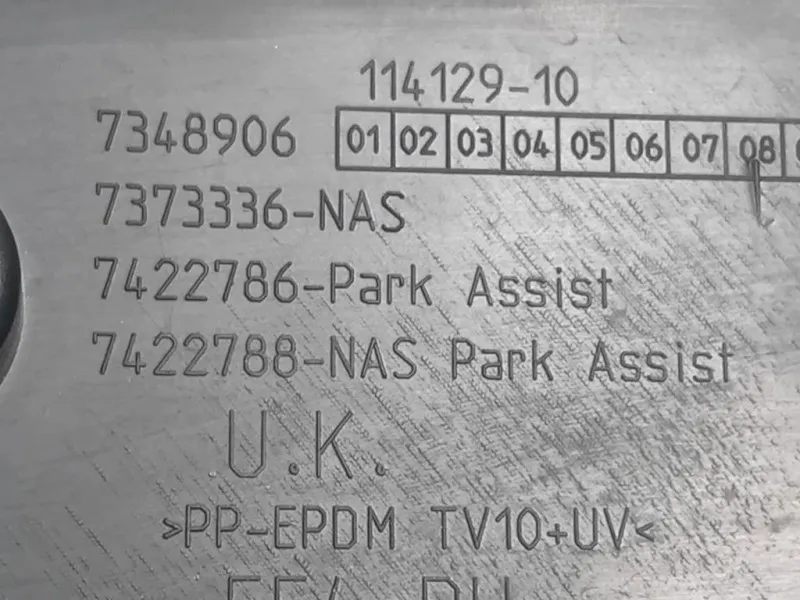 114129-10
7348906 01 02 03 04 05 06 07 08
7373336-NAS
7422786-Park Assist
7422788-NAS Park Assist
U.K.
>PP-EPDM TV10+UV<